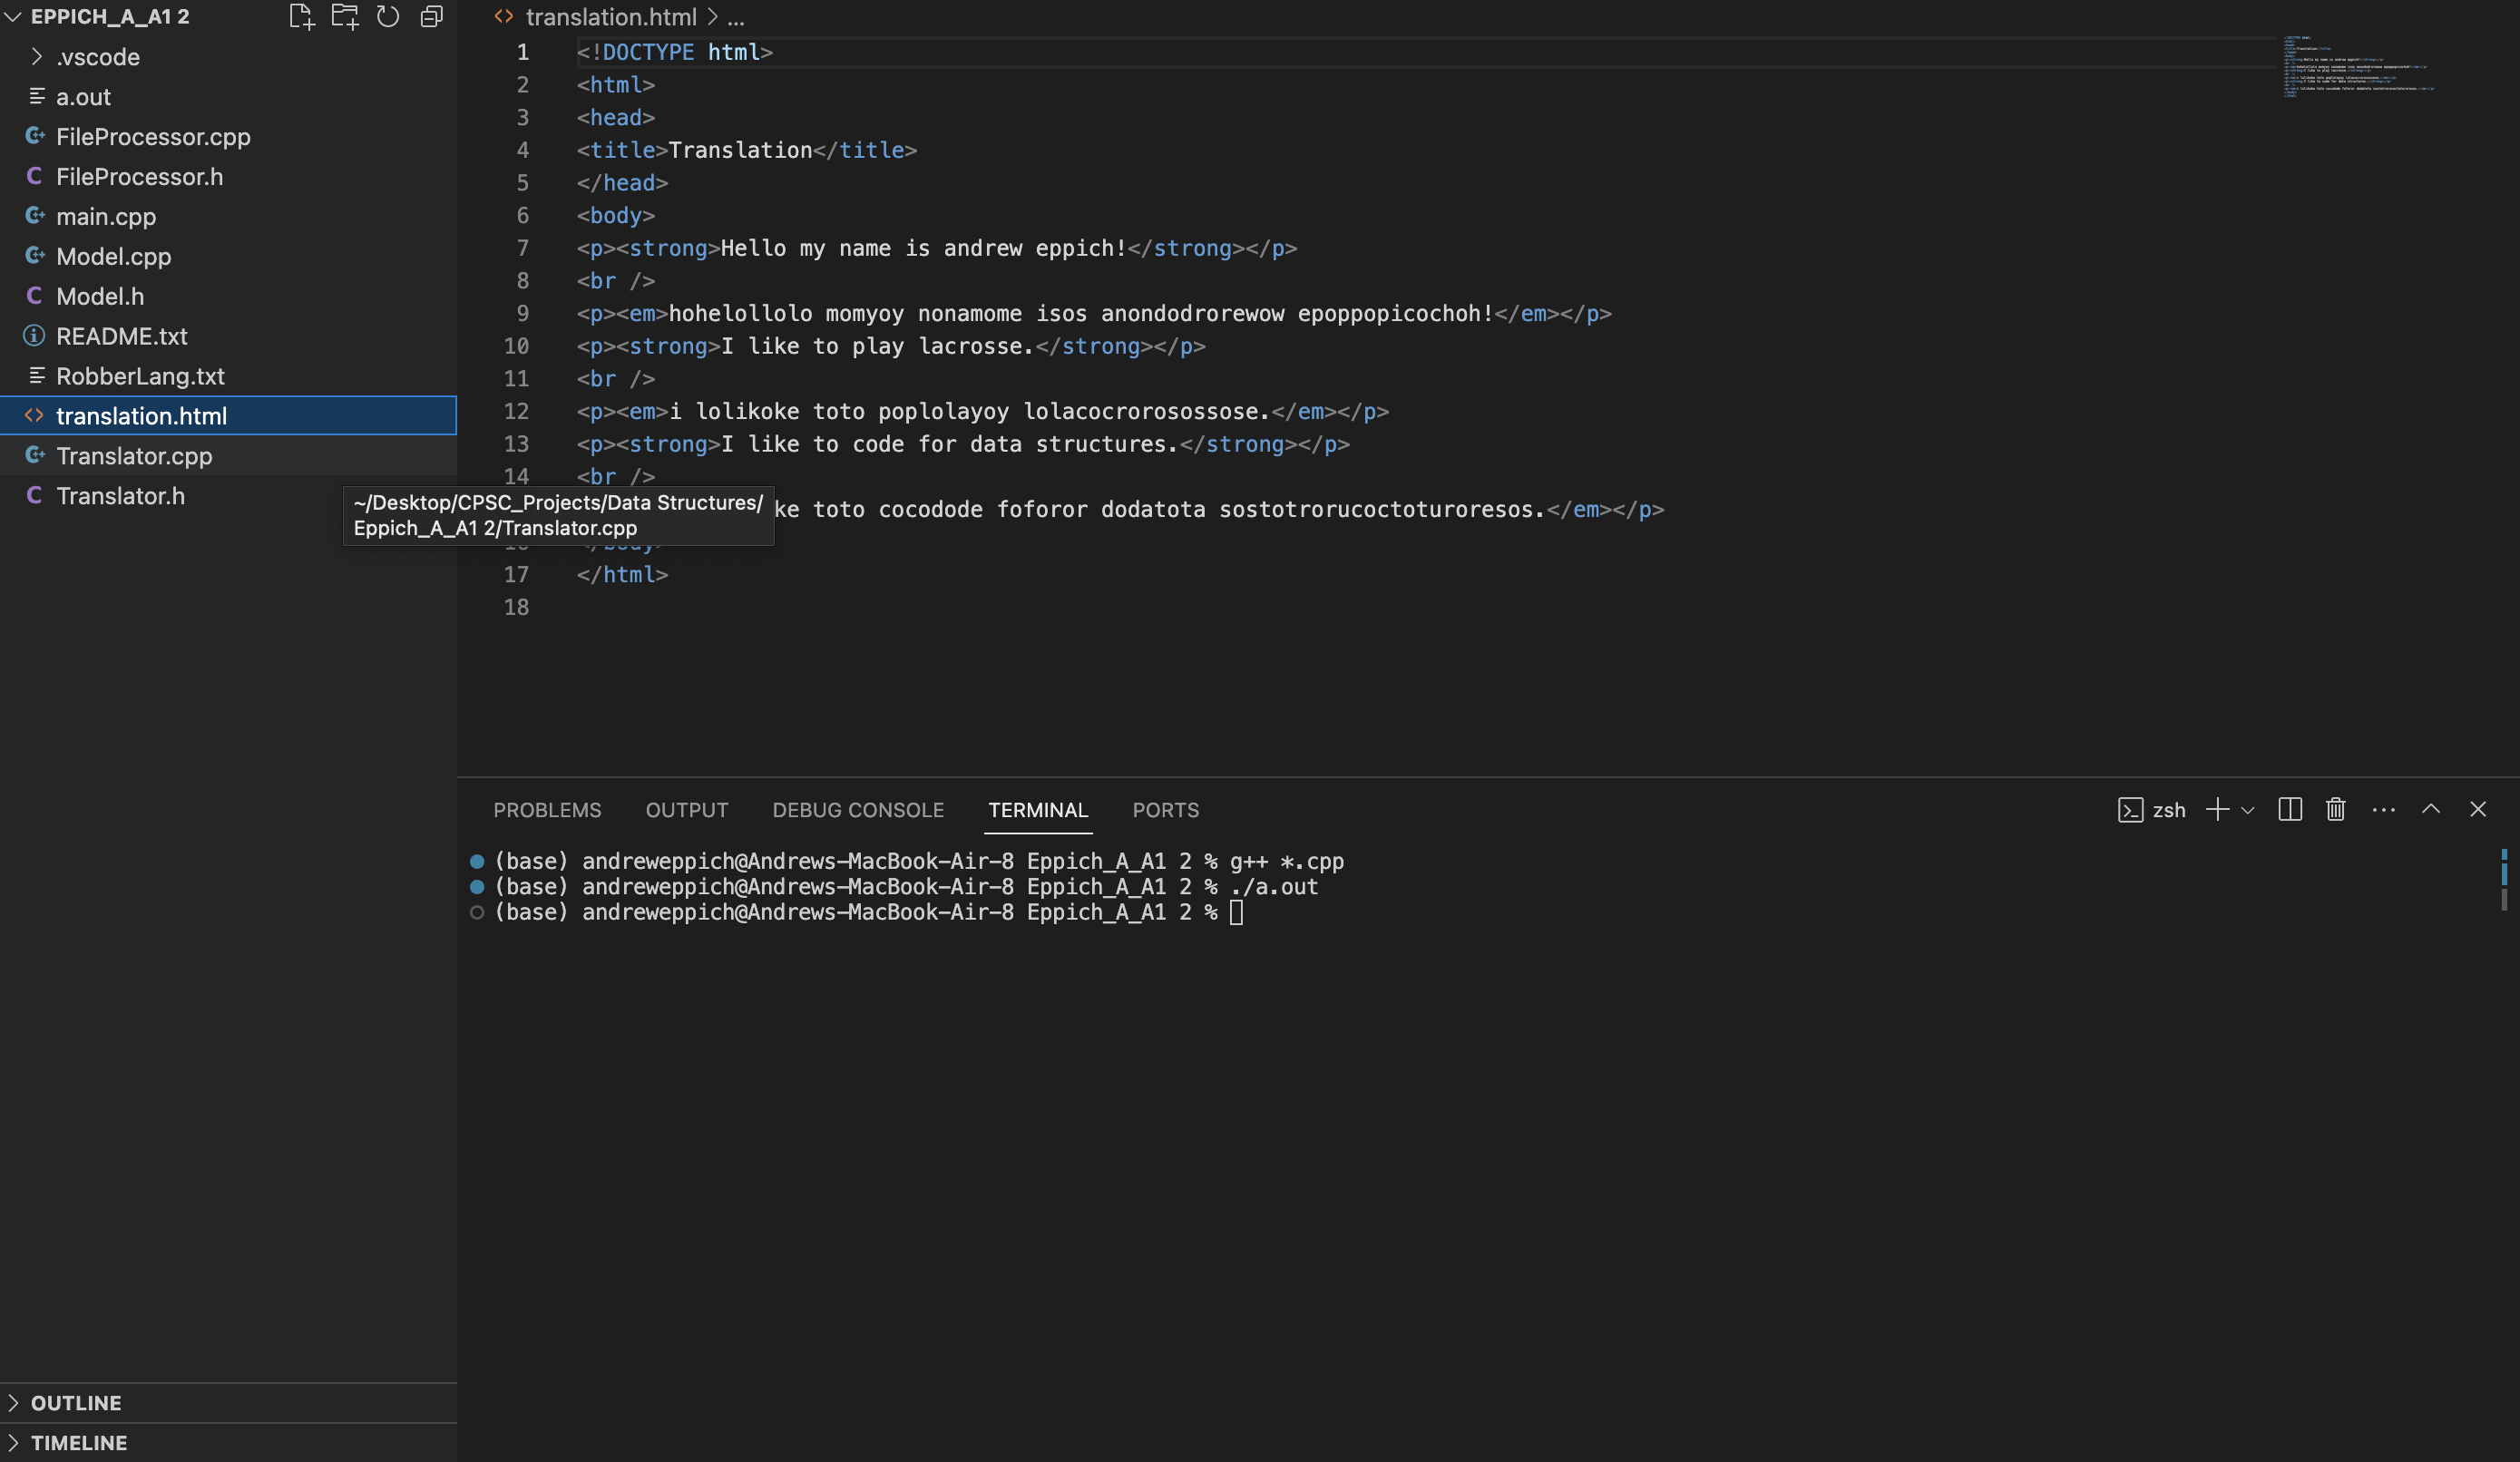 EPPICH_A_A1 2
.vscode
a.out
FileProcessor.cpp
FileProcessor.h
main.cpp
Model.cpp
Model.h
README.txt
RobberLang.txt
translation.html
Translator.cpp
Translator.h
OUTLINE
TIMELINE
translation.html > ...
1 <!DOCTYPE html>
2 <html>
3 <head>
4 <title>Translation</title>
5 </head>
6 <body>
7 <p><strong>Hello my name is andrew eppich!</strong></p>
8 <br />
9 <p><em>hohelollolo momyoy nonamome isos anondodrorewow epoppopicochoh!</em></p>
10 <p><strong>I like to play lacrosse.</strong></p>
11 <br />
12 <p><em>i lolikoke toto poplolayoy lolacocrorosossose.</em></p>
13 <p><strong>I like to code for data structures.</strong></p>
14 <br />
ke toto cocodode foforor dodatota sostotrorucoctoturoresos.</em></p>
~/Desktop/CPSC_Projects/Data Structures/
Eppich_A_A1 2/Translator.cpp
17 </html>
18
PROBLEMS OUTPUT DEBUG CONSOLE TERMINAL PORTS zsh
(base) andreweppich@Andrews-MacBook-Air-8 Eppich_A_A1 2 % g++ *.cpp
(base) andreweppich@Andrews-MacBook-Air-8 Eppich_A_A1 2 % ./a.out
(base) andreweppich@Andrews-MacBook-Air-8 Eppich_A_A1 2 %